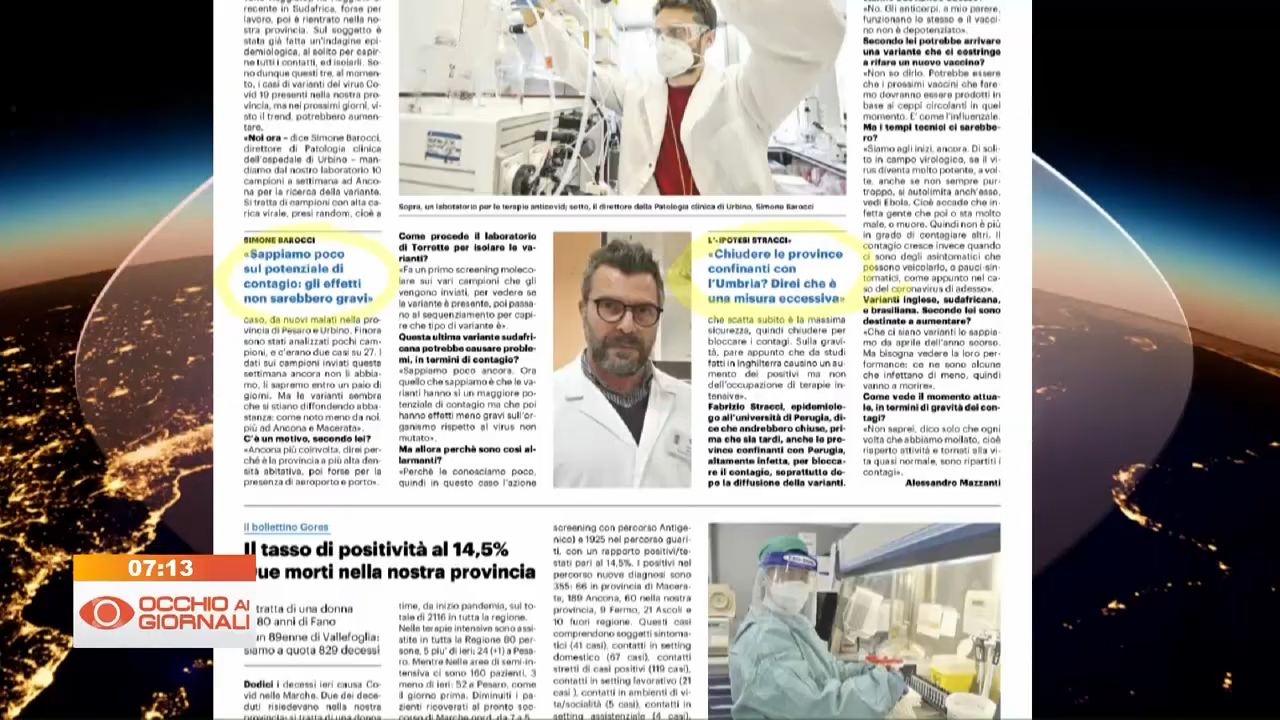 recente in Sudafrica, forse per
lavoro, poi è rientrato nella no-
stra provincia. Sul soggetto è
stata già fatta un'indagine epi-
demiologica, al solito per capir-
ne tutti i contatti, ed isolarli. So-
no dunque questi tre, al momen-
to, i casi di varianti del virus Co-
vid 19 presenti nella nostra pro-
vincia, ma nei prossimi giorni, vi-
sto il trend, potrebbero aumen-
tare.
«Noi ora – dice Simone Barocci,
direttore di Patologia clinica
dell'ospedale di Urbino – man-
diamo dal nostro laboratorio 10
campioni a settimana ad Anco-
na per la ricerca della variante.
Si tratta di campioni con alta ca-
rica virale, presi random, cioè a
SIMONE BAROCCI
«Sappiamo poco
sul potenziale di
contagio: gli effetti
non sarebbero gravi»
caso, da nuovi malati nella pro-
vincia di Pesaro e Urbino. Finora
sono stati analizzati pochi cam-
pioni, e c'erano due casi su 27. I
dati sui campioni inviati questa
settimana ancora non li abbia-
mo, li sapremo entro un paio di
giorni. Ma le varianti sembra
che si stiano diffondendo abba-
stanza: come noto meno da noi,
più ad Ancona e Macerata».
C'è un motivo, secondo lei?
«Ancona più coinvolta, direi per-
ché è la provincia a più alta den-
sità abitativa, poi forse per la
presenza di aeroporto e porto».
Sopra, un laboratorio per le terapie anticovid; sotto, il direttore della Patologia clinica di Urbino, Simone Barocci
Come procede il laboratorio
di Torrette per isolare le va-
rianti?
«Fa un primo screening moleco-
lare sui vari campioni che gli
vengono inviati, per vedere se
la variante è presente, poi passa-
no al sequenziamento per capi-
re che tipo di variante è».
Questa ultima variante sudafri-
cana potrebbe causare proble-
mi, in termini di contagio?
«Sappiamo poco ancora. Ora
quello che sappiamo è che le va-
rianti hanno sì un maggiore po-
tenziale di contagio ma che poi
hanno effetti meno gravi sull'or-
ganismo rispetto al virus non
mutato».
Ma allora perchè sono così al-
larmanti?
«Perchè le conosciamo poco,
quindi in questo caso l'azione
L'«IPOTESI STRACCI»
«Chiudere le province
confinanti con
l'Umbria? Direi che è
una misura eccessiva»
che scatta subito è la massima
sicurezza, quindi chiudere per
bloccare i contagi. Sulla gravi-
tà, pare appunto che da studi
fatti in Inghilterra causino un au-
mento dei positivi ma non
dell'occupazione di terapie in-
tensive».
Fabrizio Stracci, epidemiolo-
go all'università di Perugia, di-
ce che andrebbero chiuse, pri-
ma che sia tardi, anche le pro-
vince confinanti con Perugia,
altamente infetta, per blocca-
re il contagio, soprattutto do-
po la diffusione della varianti.
«No. Gli anticorpi, a mio parere,
funzionano lo stesso e il vacci-
no non è depotenziato».
Secondo lei potrebbe arrivare
una variante che ci costringe
a rifare un nuovo vaccino?
«Non so dirlo. Potrebbe essere
che i prossimi vaccini che fare-
mo dovranno essere prodotti in
base ai ceppi circolanti in quel
momento. E' come l'influenza».
Ma i tempi tecnici ci sarebbe-
ro?
«Siamo agli inizi, ancora. Di soli-
to in campo virologico, se il vi-
rus diventa molto potente, a vol-
te, anche se non sempre pur-
troppo, si autolimita anch'esso,
vedi Ebola. Cioè accade che in-
fetta gente che poi o sta molto
male, o muore. Quindi non è più
in grado di contagiare altri. Il
contagio cresce invece quando
ci sono degli asintomatici che
possono veicolarlo, o pauci-sin-
tomatici, come appunto nel ca-
so del coronavirus di adesso».
Varianti inglese, sudafricana,
e brasiliana. Secondo lei sono
destinate a aumentare?
«Che ci siano varianti lo sappia-
mo da aprile dell'anno scorso.
Ma bisogna vedere la loro per-
formance: ce ne sono alcune
che infettano di meno, quindi
vanno a morire».
Come vede il momento attua-
le, in termini di gravità dei con-
tagi?
«Non saprei, dico solo che ogni
volta che abbiamo mollato, cioè
riaperto attività e tornati alla vi-
ta quasi normale, sono ripartiti i
contagi».
Alessandro Mazzanti
Il bollettino Gores
Il tasso di positività al 14,5%
Due morti nella nostra provincia
tratta di una donna
80 anni di Fano
un 89enne di Vallefoglia:
siamo a quota 829 decessi
Dodici i decessi ieri causa Co-
vid nelle Marche. Due dei dece-
duti risiedevano nella nostra
provincia: si tratta di una donna
time, da inizio pandemia, sul to-
tale di 2116 in tutta la regione.
Nelle terapie intensive sono assi-
stite in tutta la Regione 80 per-
sone, 5 piu' di ieri: 24 (+1) a Pesa-
ro. Mentre Nelle aree di semi-in-
tensiva ci sono 160 pazienti, 3
meno di ieri: 52 a Pesaro, come
il giorno prima. Diminuiti i pa-
zienti ricoverati al pronto soc-
corso di Marche nord, da 7 a 5
screening con percorso Antige-
nico) e 1925 nel percorso guari-
ti, con un rapporto positivi/te-
stati pari al 14,5%. I positivi nel
percorso nuove diagnosi sono
355: 66 in provincia di Macera-
ta, 189 Ancona, 60 nella nostra
provincia, 9 Fermo, 21 Ascoli e
10 fuori regione. Questi casi
comprendono soggetti sintoma-
tici (41 casi), contatti in setting
domestico (67 casi), contatti
stretti di casi positivi (119 casi),
contatti in setting lavorativo (21
casi ), contatti in ambienti di vi-
ta/socialità (5 casi), contatti in
setting assistenziale (4 casi),
07:13
OCCHIO AI
GIORNALI